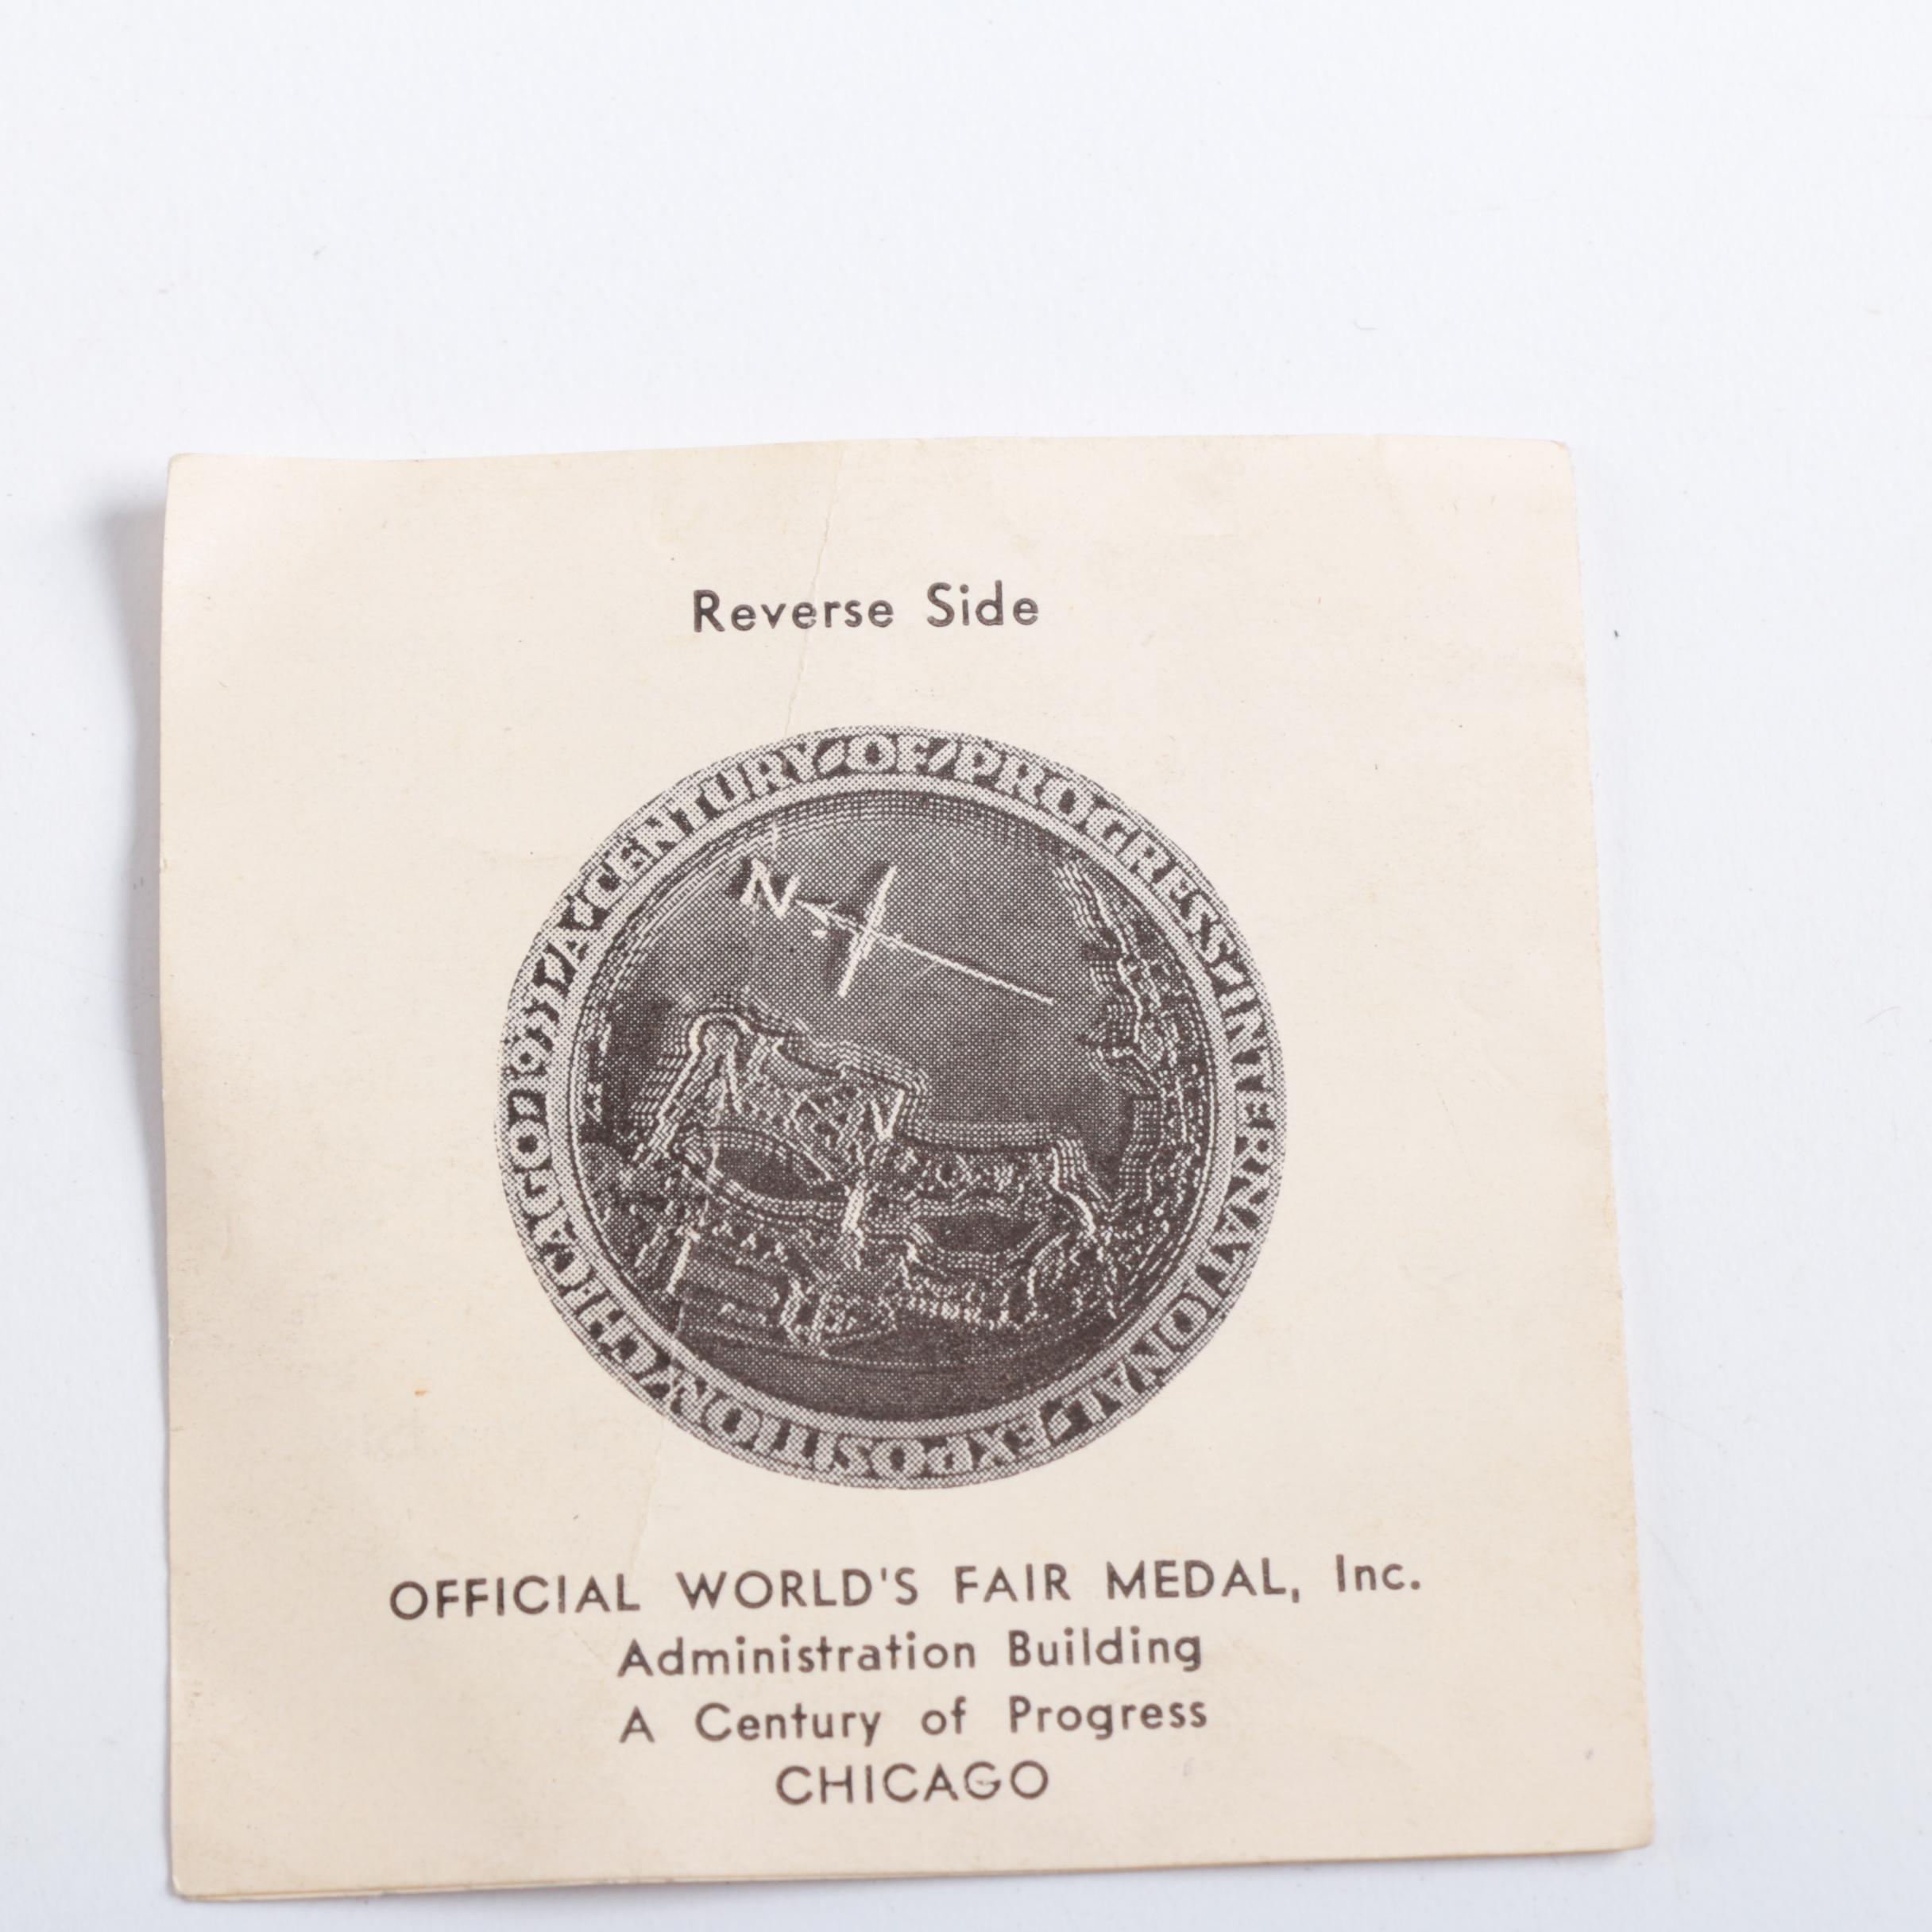 Reverse Side
A/CENTURY/OF/PROGRESS/INTERNATIONAL/EXPOSITION/CHICAGO/1933/
N
OFFICIAL WORLD'S FAIR MEDAL, Inc.
Administration Building
A Century of Progress
CHICAGO